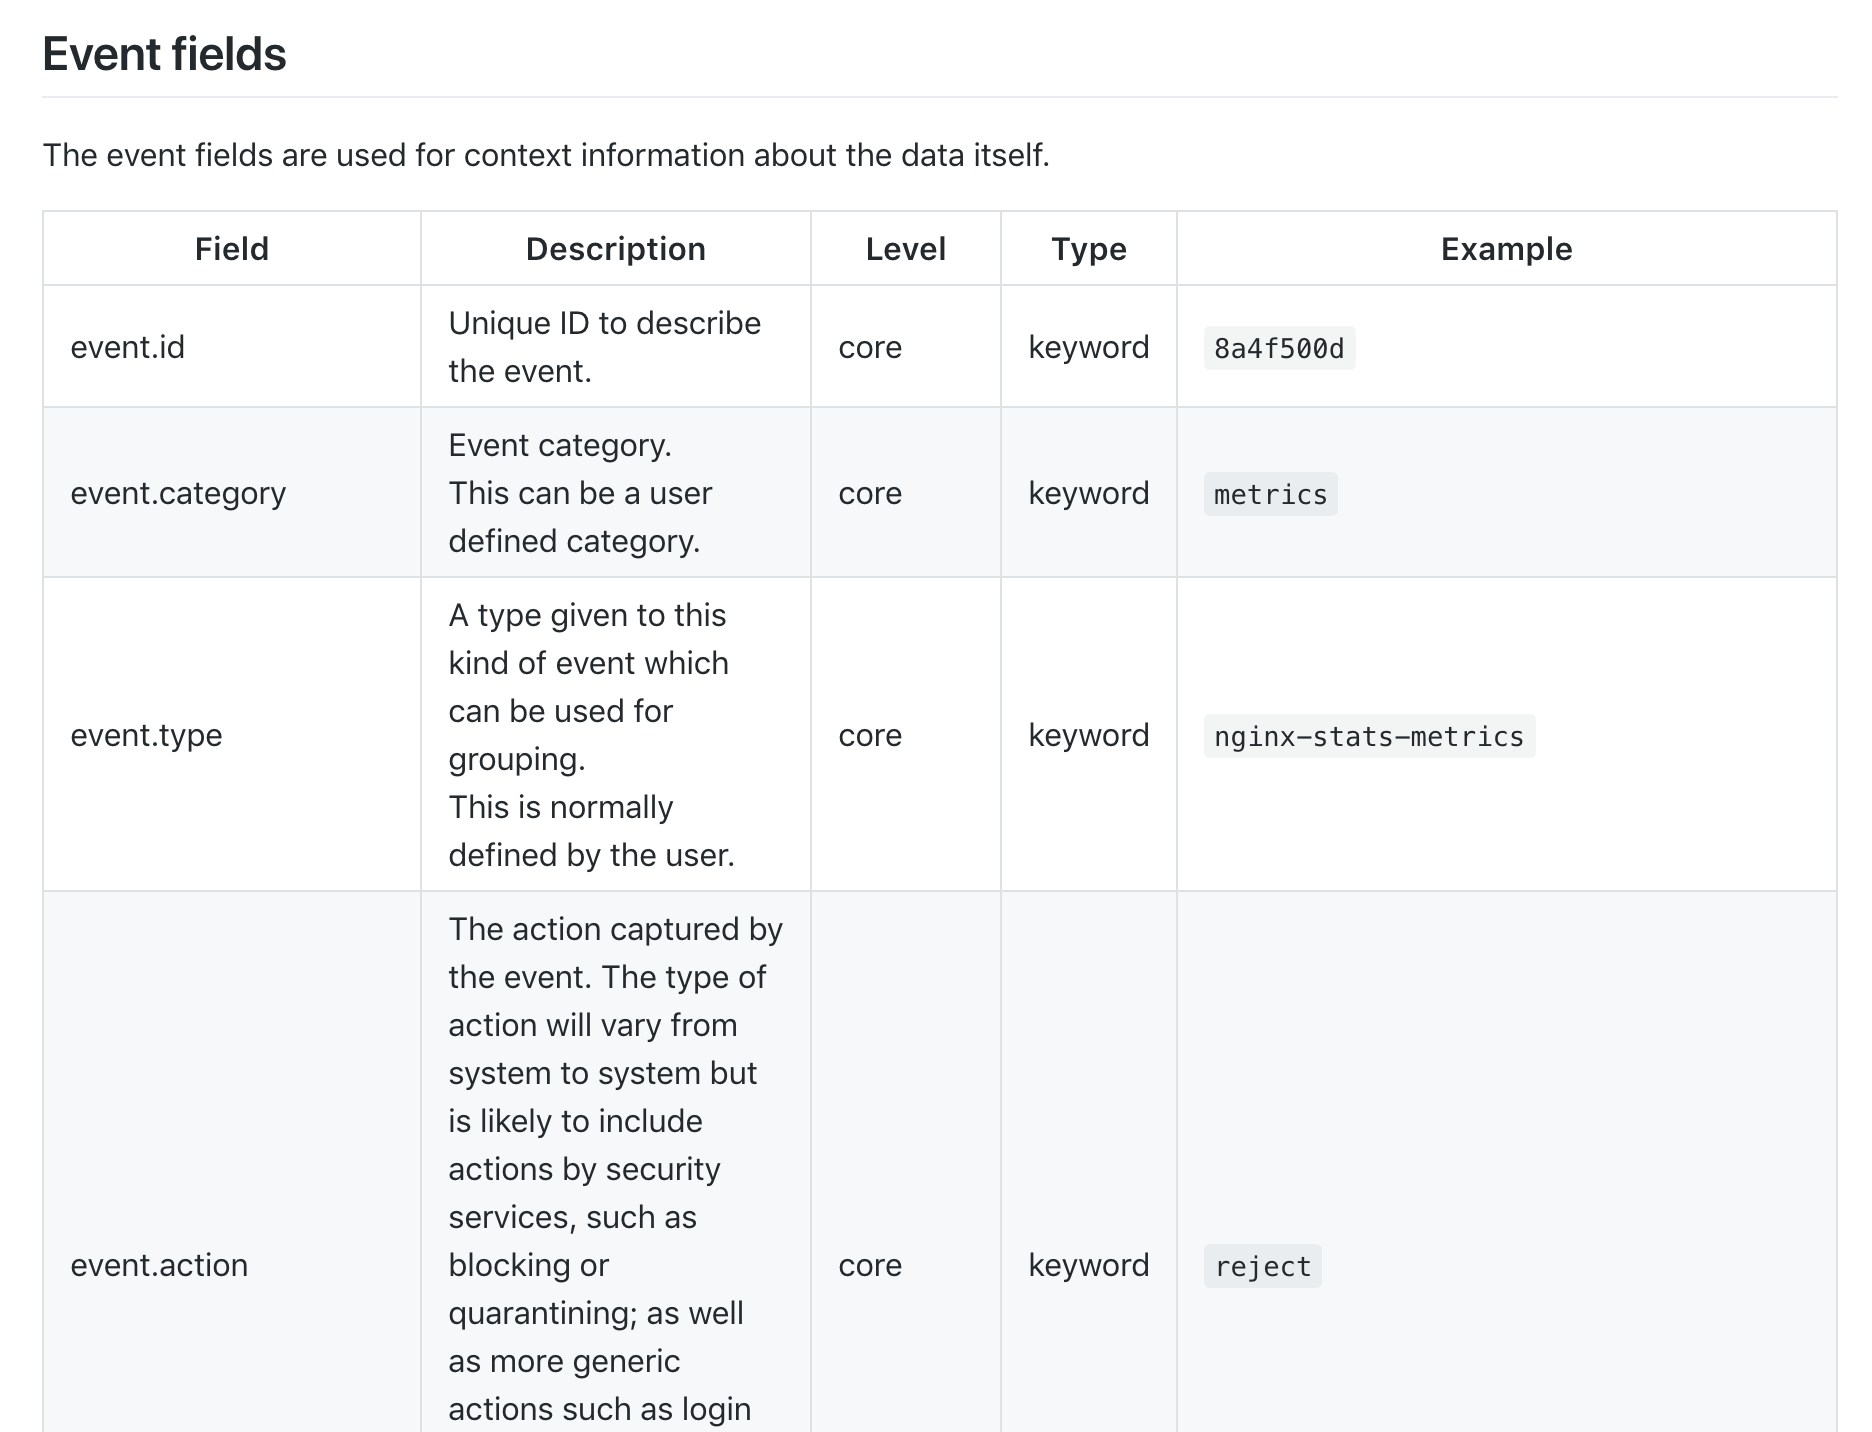 Event fields
The event fields are used for context information about the data itself.
Field Description Level Type Example
event.id
Unique ID to describe
the event.
core
keyword
8a4f500d
event.category
Event category.
This can be a user
defined category.
core
keyword
metrics
event.type
A type given to this
kind of event which
can be used for
grouping.
This is normally
defined by the user.
core
keyword
nginx-stats-metrics
event.action
The action captured by
the event. The type of
action will vary from
system to system but
is likely to include
actions by security
services, such as
blocking or
quarantining; as well
as more generic
actions such as login
core
keyword
reject